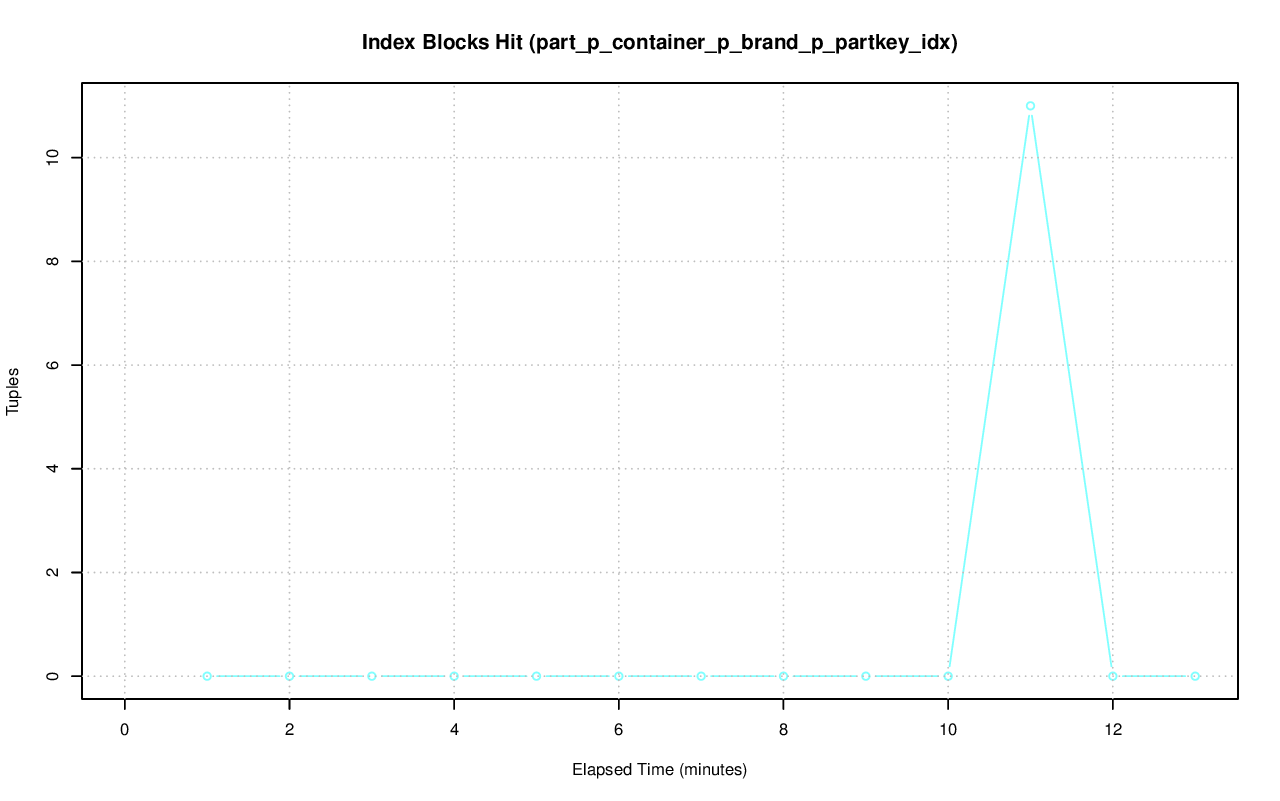 Index Blocks Hit (part_p_container_p_brand_p_partkey_idx)
Tuples
10
8
6
4
2
0
0 2 4 6 8 10 12
Elapsed Time (minutes)